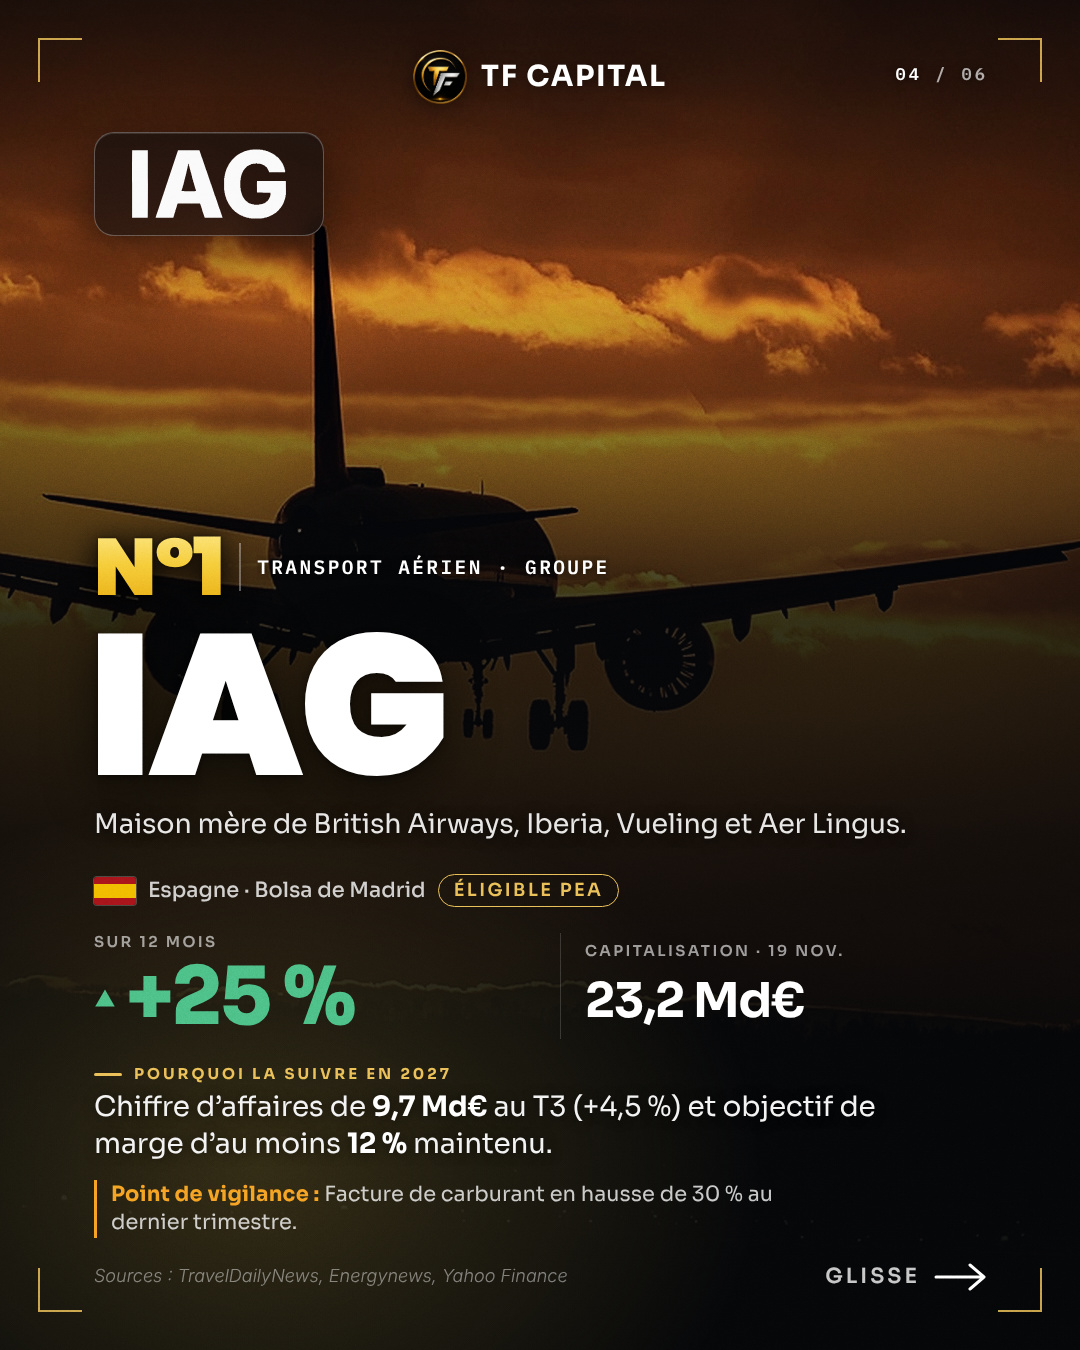 TF CAPITAL
04 / 06
IAG
Nº1
TRANSPORT AÉRIEN · GROUPE
IAG
Maison mère de British Airways, Iberia, Vueling et Aer Lingus.
Espagne · Bolsa de Madrid
ÉLIGIBLE PEA
SUR 12 MOIS
▲ +25 %
CAPITALISATION · 19 NOV.
23,2 Md€
POURQUOI LA SUIVRE EN 2027
Chiffre d’affaires de 9,7 Md€ au T3 (+4,5 %) et objectif de
marge d’au moins 12 % maintenu.
Point de vigilance : Facture de carburant en hausse de 30 % au
dernier trimestre.
Sources : TravelDailyNews, Energynews, Yahoo Finance
GLISSE →